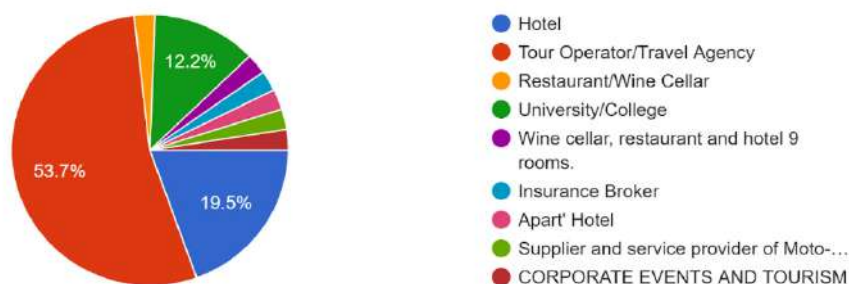 12.2%
53.7%
19.5%
Hotel
Tour Operator/Travel Agency
Restaurant/Wine Cellar
University/College
Wine cellar, restaurant and hotel 9
rooms.
Insurance Broker
Apart' Hotel
Supplier and service provider of Moto-…
CORPORATE EVENTS AND TOURISM